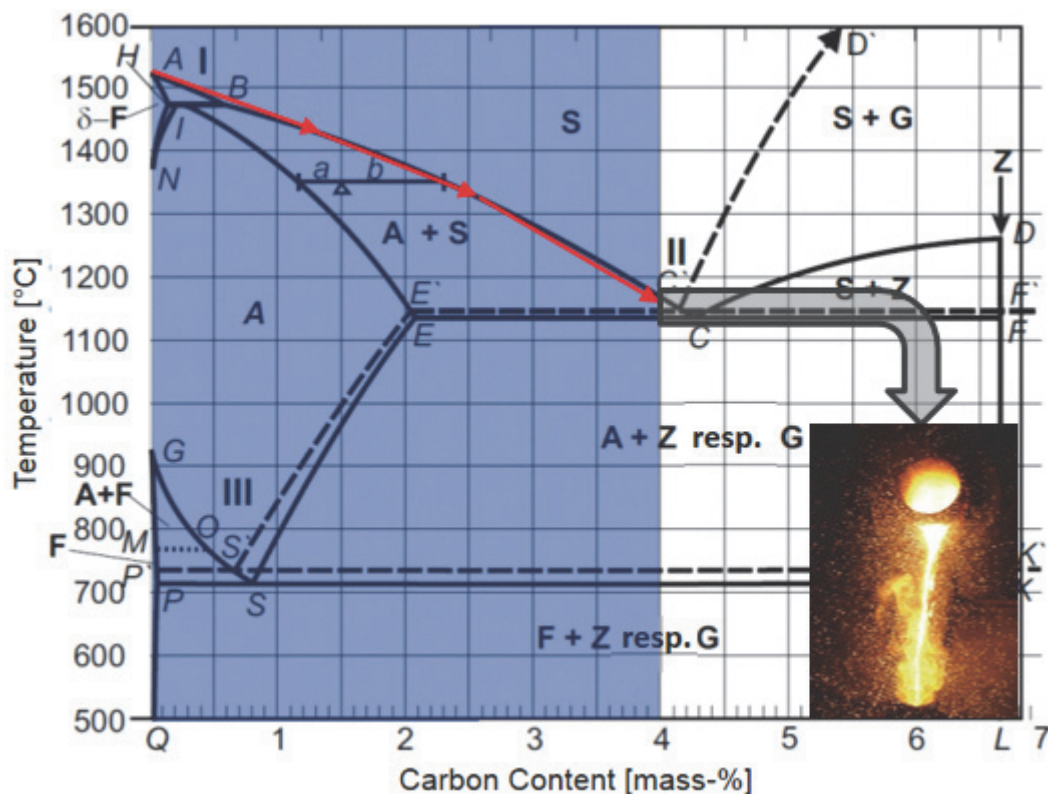 1600
H
A
I
D`
1500
B
δ–F
S
S + G
I
1400
a
b
Z
N
1300
A + S
II
D
1200
C`
S + Z
E`
F`
A
1100
E
C
F
1000
A + Z resp. G
G
900
A+F
III
800
O
F
M
S`
K`
P`
700
P
S
K
600
F + Z resp. G
500
Temperature [°C]
Q
1
2
3
4
5
6
L
7
Carbon Content [mass-%]